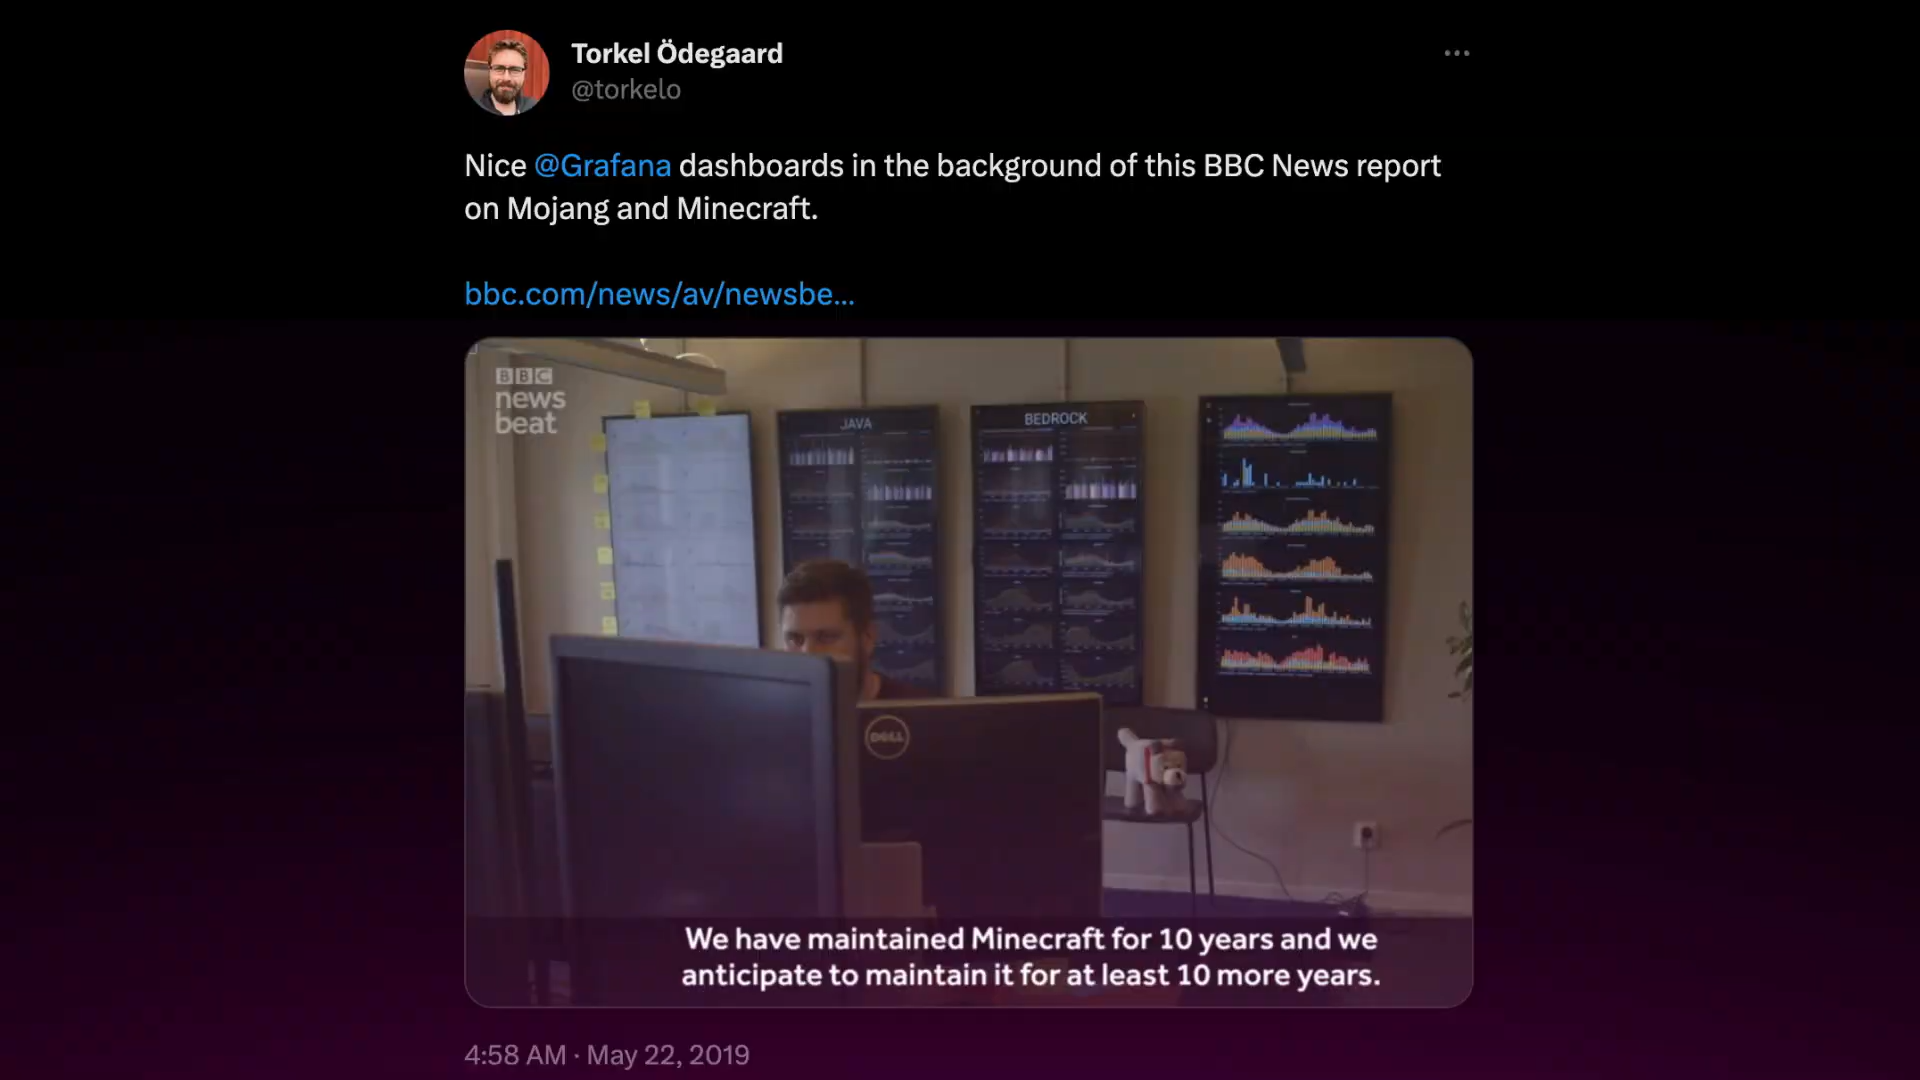 Torkel Ödegaard
@torkelo
Nice @Grafana dashboards in the background of this BBC News report
on Mojang and Minecraft.
bbc.com/news/av/newsbe...
BBC
news
beat
JAVA
BEDROCK
DELL
We have maintained Minecraft for 10 years and we
anticipate to maintain it for at least 10 more years.
4:58 AM · May 22, 2019